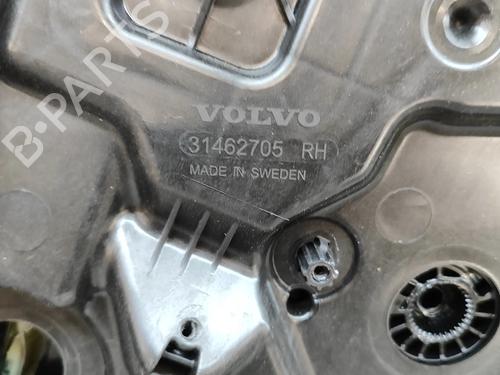 B-PARTS
VOLVO
31462705 RH
MADE IN SWEDEN